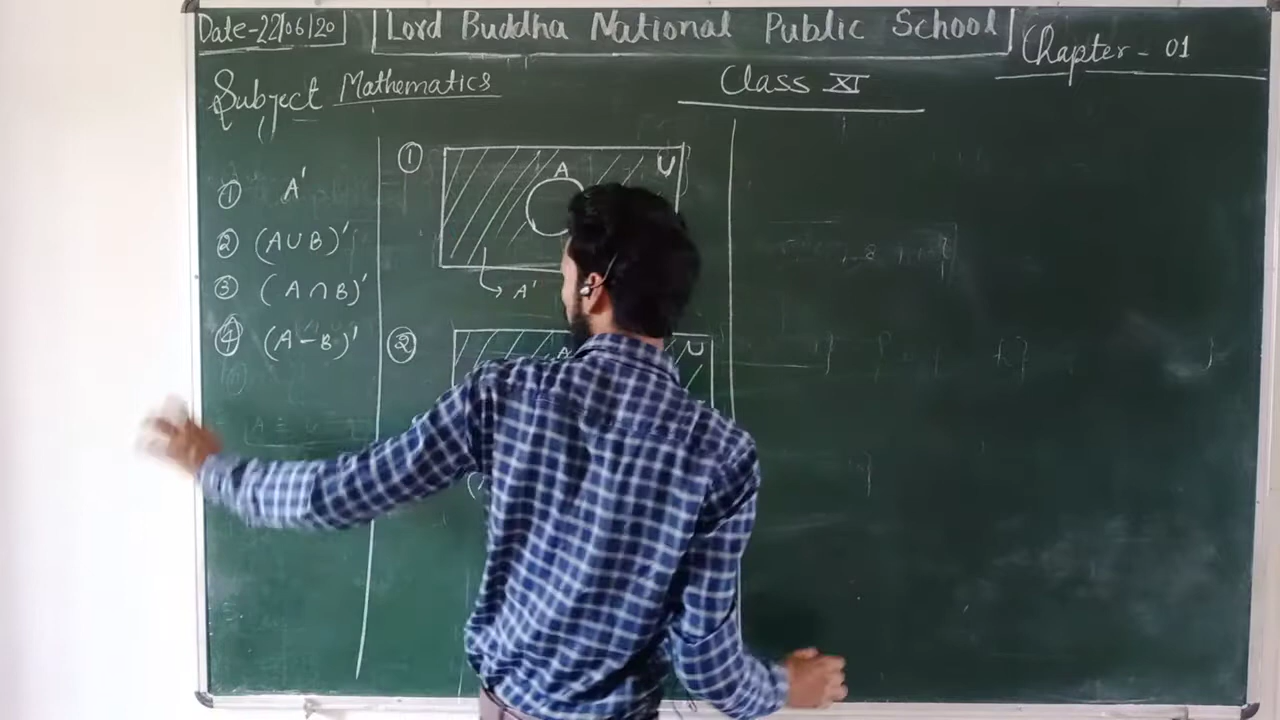 Date-22/06/20
Lord Buddha National Public School
Chapter - 01
Subject Mathematics
Class XI
① A'
② (A∪B)'
③ (A∩B)'
④ (A-B)'
①
A
U
A'
②
A
U